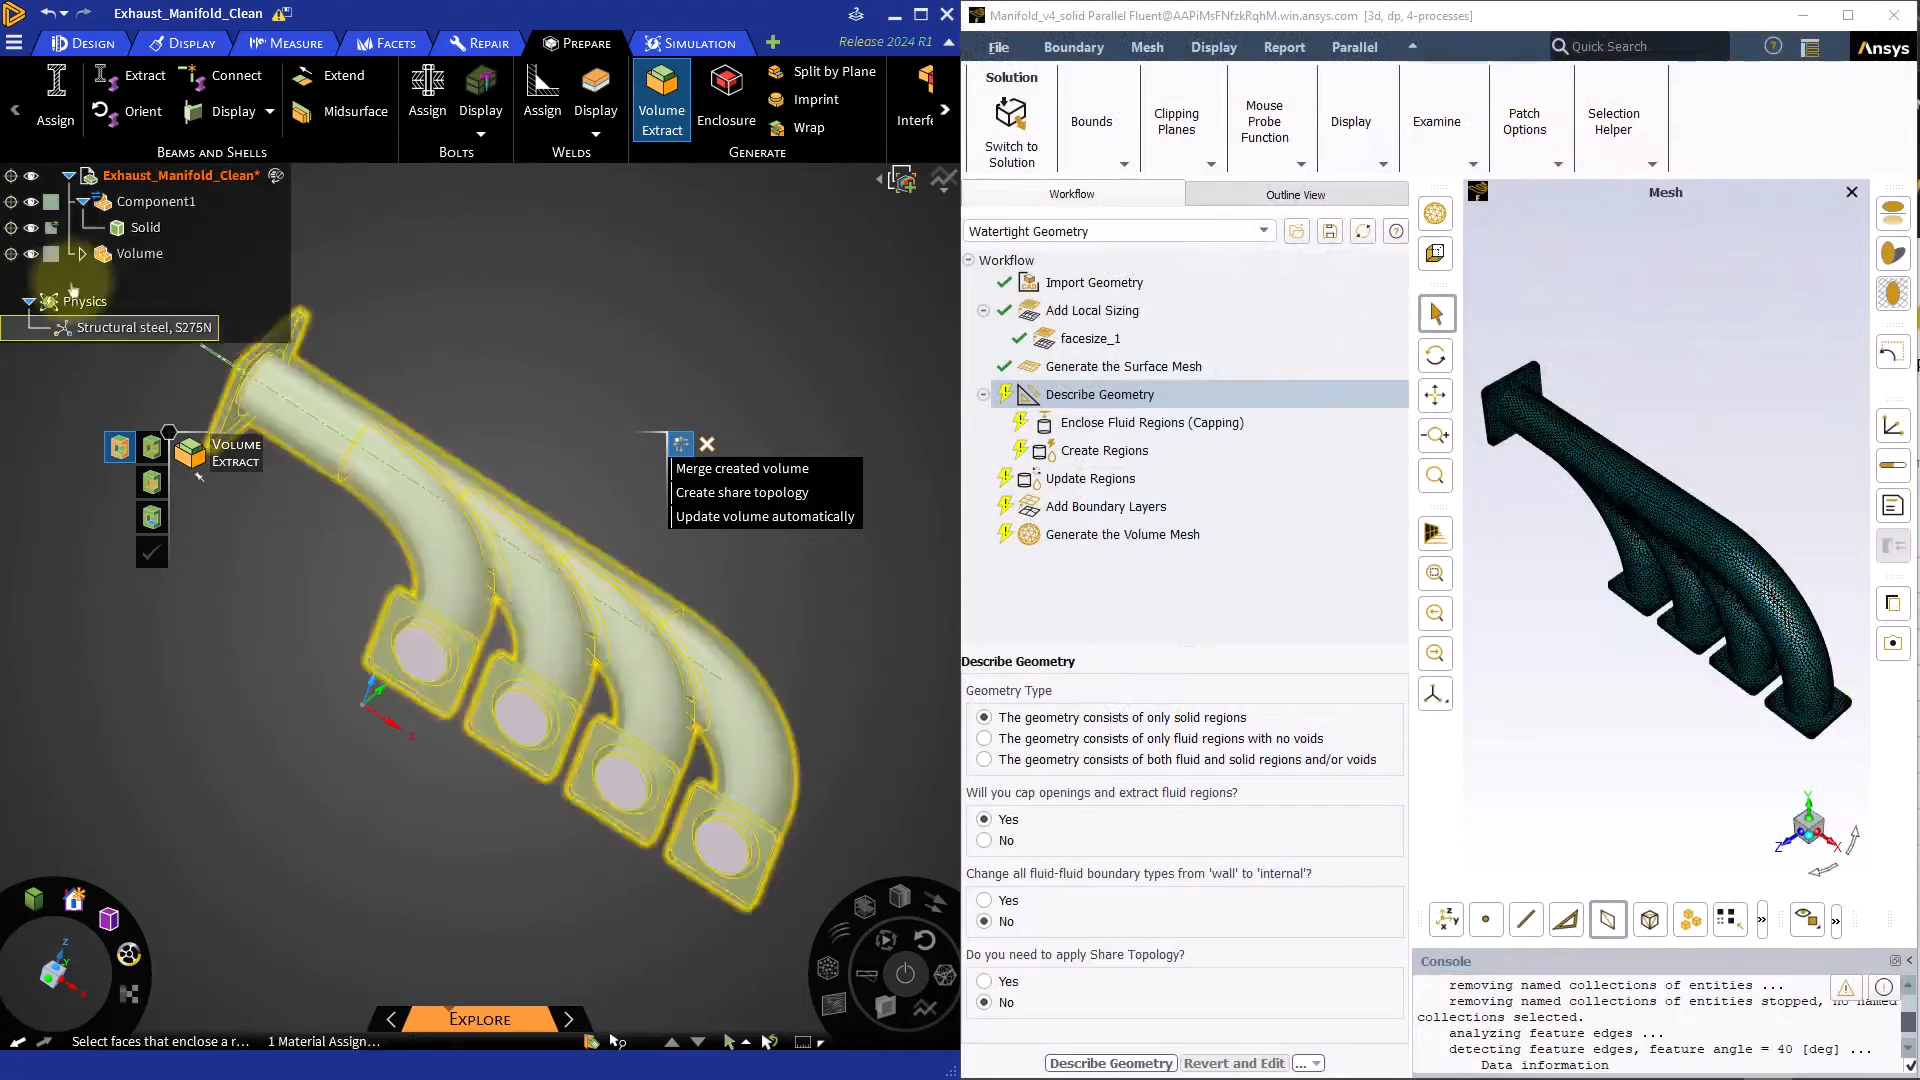 Exhaust_Manifold_Clean
DESIGN
DISPLAY
MEASURE
FACETS
REPAIR
PREPARE
SIMULATION
Release 2024 R1
Assign
Extract
Orient
Connect
Display
Extend
Midsurface
BEAMS AND SHELLS
Assign
Display
BOLTS
Assign
Display
WELDS
Volume
Extract
Enclosure
Split by Plane
Imprint
Wrap
GENERATE
Interfe
Exhaust_Manifold_Clean*
Component1
Solid
Volume
Physics
Structural steel, S275N
VOLUME
EXTRACT
Merge created volume
Create share topology
Update volume automatically
X
Z
Y
X
EXPLORE
Select faces that enclose a r...
1 Material Assign...
Manifold_v4_solid Parallel Fluent@AAPiMsFNfzkRqhM.win.ansys.com [3d, dp, 4-processes]
File
Boundary
Mesh
Display
Report
Parallel
Quick Search
Ansys
Solution
Switch to
Solution
Bounds
Clipping
Planes
Mouse
Probe
Function
Display
Examine
Patch
Options
Selection
Helper
Workflow
Outline View
Watertight Geometry
Workflow
Import Geometry
Add Local Sizing
facesize_1
Generate the Surface Mesh
Describe Geometry
Enclose Fluid Regions (Capping)
Create Regions
Update Regions
Add Boundary Layers
Generate the Volume Mesh
Describe Geometry
Geometry Type
The geometry consists of only solid regions
The geometry consists of only fluid regions with no voids
The geometry consists of both fluid and solid regions and/or voids
Will you cap openings and extract fluid regions?
Yes
No
Change all fluid-fluid boundary types from 'wall' to 'internal'?
Yes
No
Do you need to apply Share Topology?
Yes
No
Describe Geometry
Revert and Edit
...
Mesh
Y
Z
X
Console
removing named collections of entities ...
removing named collections of entities stopped, no named
collections selected.
analyzing feature edges ...
detecting feature edges, feature angle = 40 [deg] ...
Data information